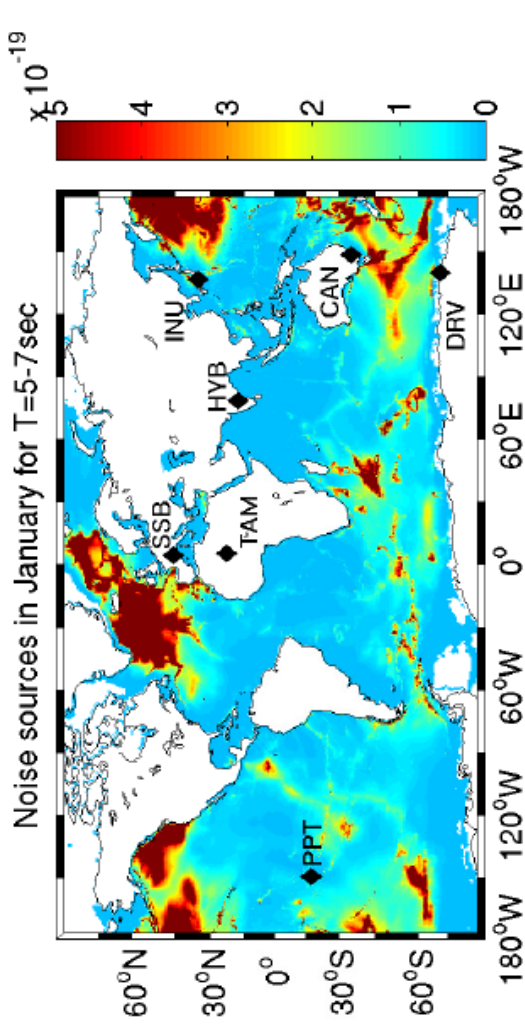 Noise sources in January for T=5-7sec
x 10⁻¹⁹
5
4
3
2
1
0
60°N
30°N
0°
30°S
60°S
180°W
120°W
60°W
0°
60°E
120°E
180°W
SSB
TAM
HYB
INU
CAN
DRV
PPT